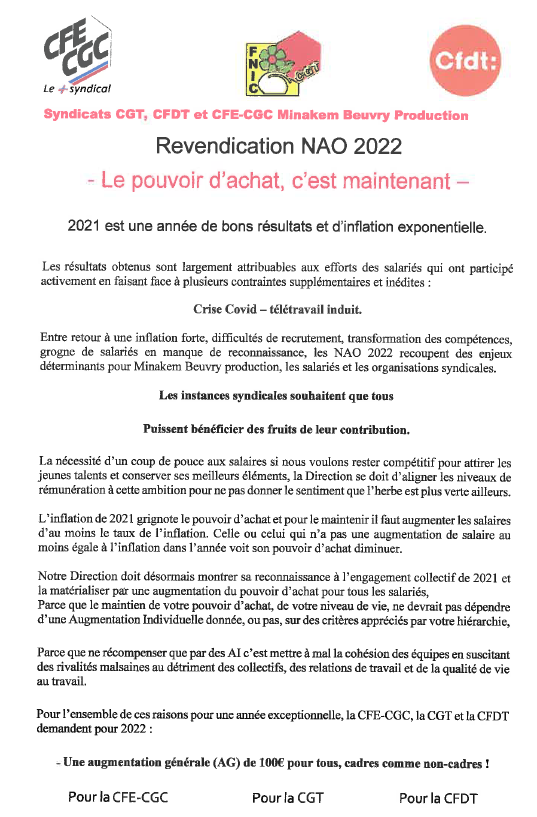 CFE
CGC
Le + syndical
FNIC
CGT
Cfdt:
Syndicats CGT, CFDT et CFE-CGC Minakem Beuvry Production
Revendication NAO 2022
- Le pouvoir d'achat, c'est maintenant –
2021 est une année de bons résultats et d'inflation exponentielle.
Les résultats obtenus sont largement attribuables aux efforts des salariés qui ont participé
activement en faisant face à plusieurs contraintes supplémentaires et inédites :
Crise Covid – télétravail induit.
Entre retour à une inflation forte, difficultés de recrutement, transformation des compétences,
grogne de salariés en manque de reconnaissance, les NAO 2022 recoupent des enjeux
déterminants pour Minakem Beuvry production, les salariés et les organisations syndicales.
Les instances syndicales souhaitent que tous
Puissent bénéficier des fruits de leur contribution.
La nécessité d'un coup de pouce aux salaires si nous voulons rester compétitif pour attirer les
jeunes talents et conserver ses meilleurs éléments, la Direction se doit d'aligner les niveaux de
rémunération à cette ambition pour ne pas donner le sentiment que l'herbe est plus verte ailleurs.
L'inflation de 2021 grignote le pouvoir d'achat et pour le maintenir il faut augmenter les salaires
d'au moins le taux de l'inflation. Celle ou celui qui n'a pas une augmentation de salaire au
moins égale à l'inflation dans l'année voit son pouvoir d'achat diminuer.
Notre Direction doit désormais montrer sa reconnaissance à l'engagement collectif de 2021 et
la matérialiser par une augmentation du pouvoir d'achat pour tous les salariés,
Parce que le maintien de votre pouvoir d'achat, de votre niveau de vie, ne devrait pas dépendre
d'une Augmentation Individuelle donnée, ou pas, sur des critères appréciés par votre hiérarchie,
Parce que ne récompenser que par des AI c'est mettre à mal la cohésion des équipes en suscitant
des rivalités malsaines au détriment des collectifs, des relations de travail et de la qualité de vie
au travail.
Pour l'ensemble de ces raisons pour une année exceptionnelle, la CFE-CGC, la CGT et la CFDT
demandent pour 2022 :
- Une augmentation générale (AG) de 100€ pour tous, cadres comme non-cadres !
Pour la CFE-CGC Pour la CGT Pour la CFDT